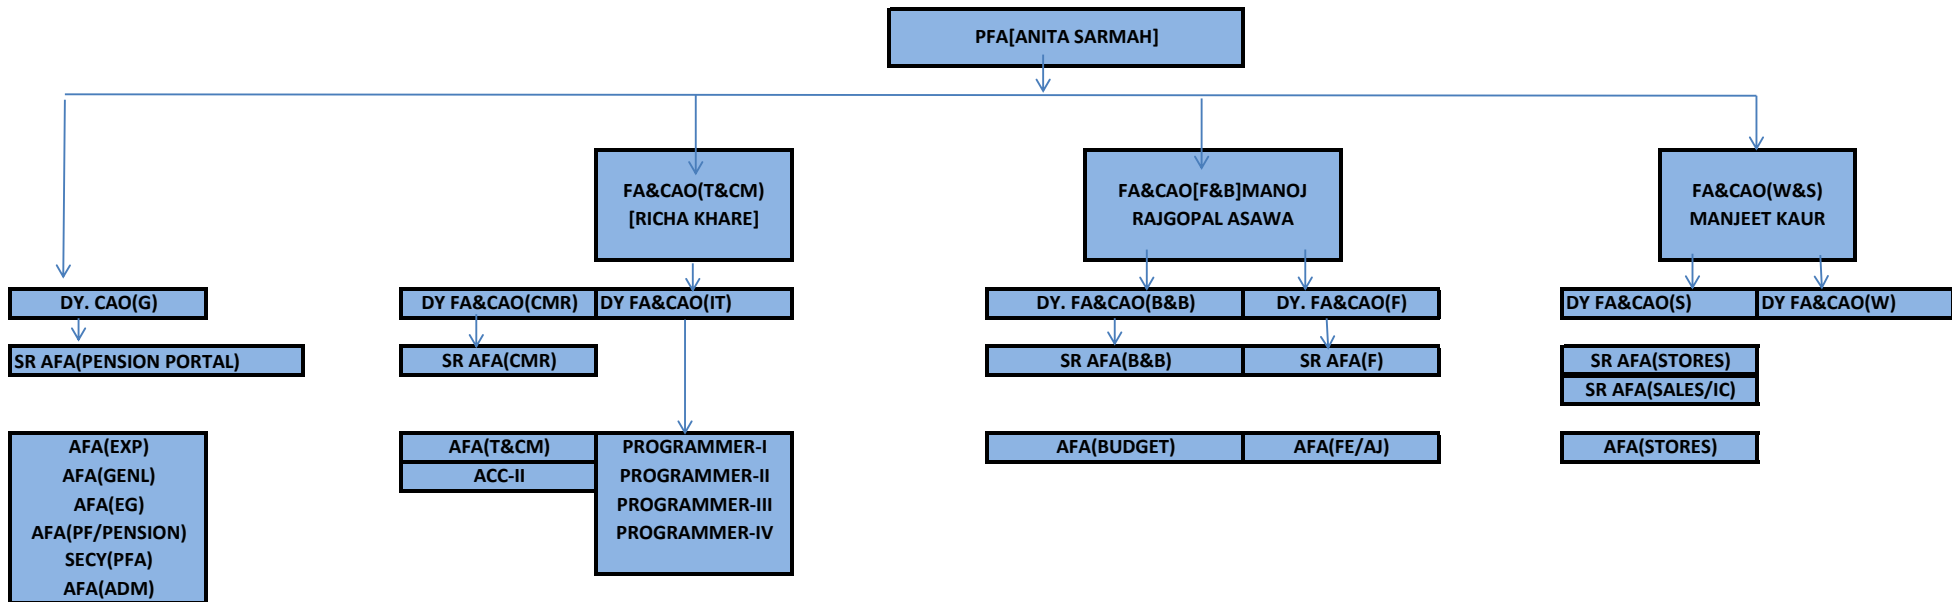 PFA[ANITA SARMAH]
FA&CAO(T&CM)
[RICHA KHARE]
FA&CAO[F&B]MANOJ
RAJGOPAL ASAWA
FA&CAO(W&S)
MANJEET KAUR
DY. CAO(G)
DY FA&CAO(CMR)
DY FA&CAO(IT)
DY. FA&CAO(B&B)
DY. FA&CAO(F)
DY FA&CAO(S)
DY FA&CAO(W)
SR AFA(PENSION PORTAL)
SR AFA(CMR)
SR AFA(B&B)
SR AFA(F)
SR AFA(STORES)
SR AFA(SALES/IC)
AFA(EXP)
AFA(GENL)
AFA(EG)
AFA(PF/PENSION)
SECY(PFA)
AFA(ADM)
AFA(T&CM)
ACC-II
PROGRAMMER-I
PROGRAMMER-II
PROGRAMMER-III
PROGRAMMER-IV
AFA(BUDGET)
AFA(FE/AJ)
AFA(STORES)